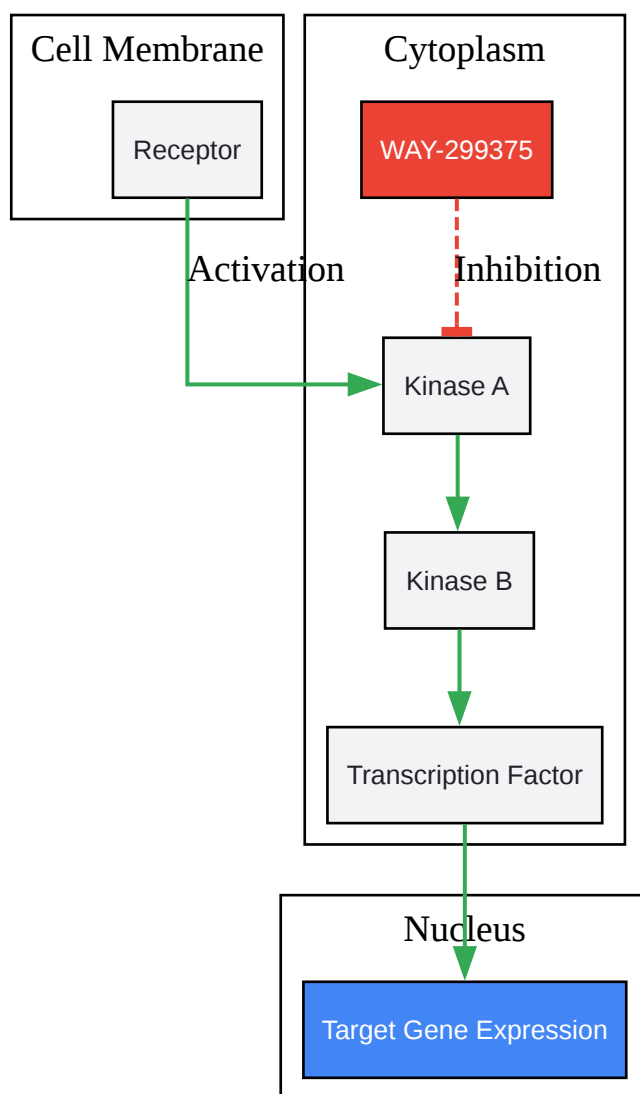 Cell Membrane
Cytoplasm
Receptor
WAY-299375
Activation
Inhibition
Kinase A
Kinase B
Transcription Factor
Nucleus
Target Gene Expression